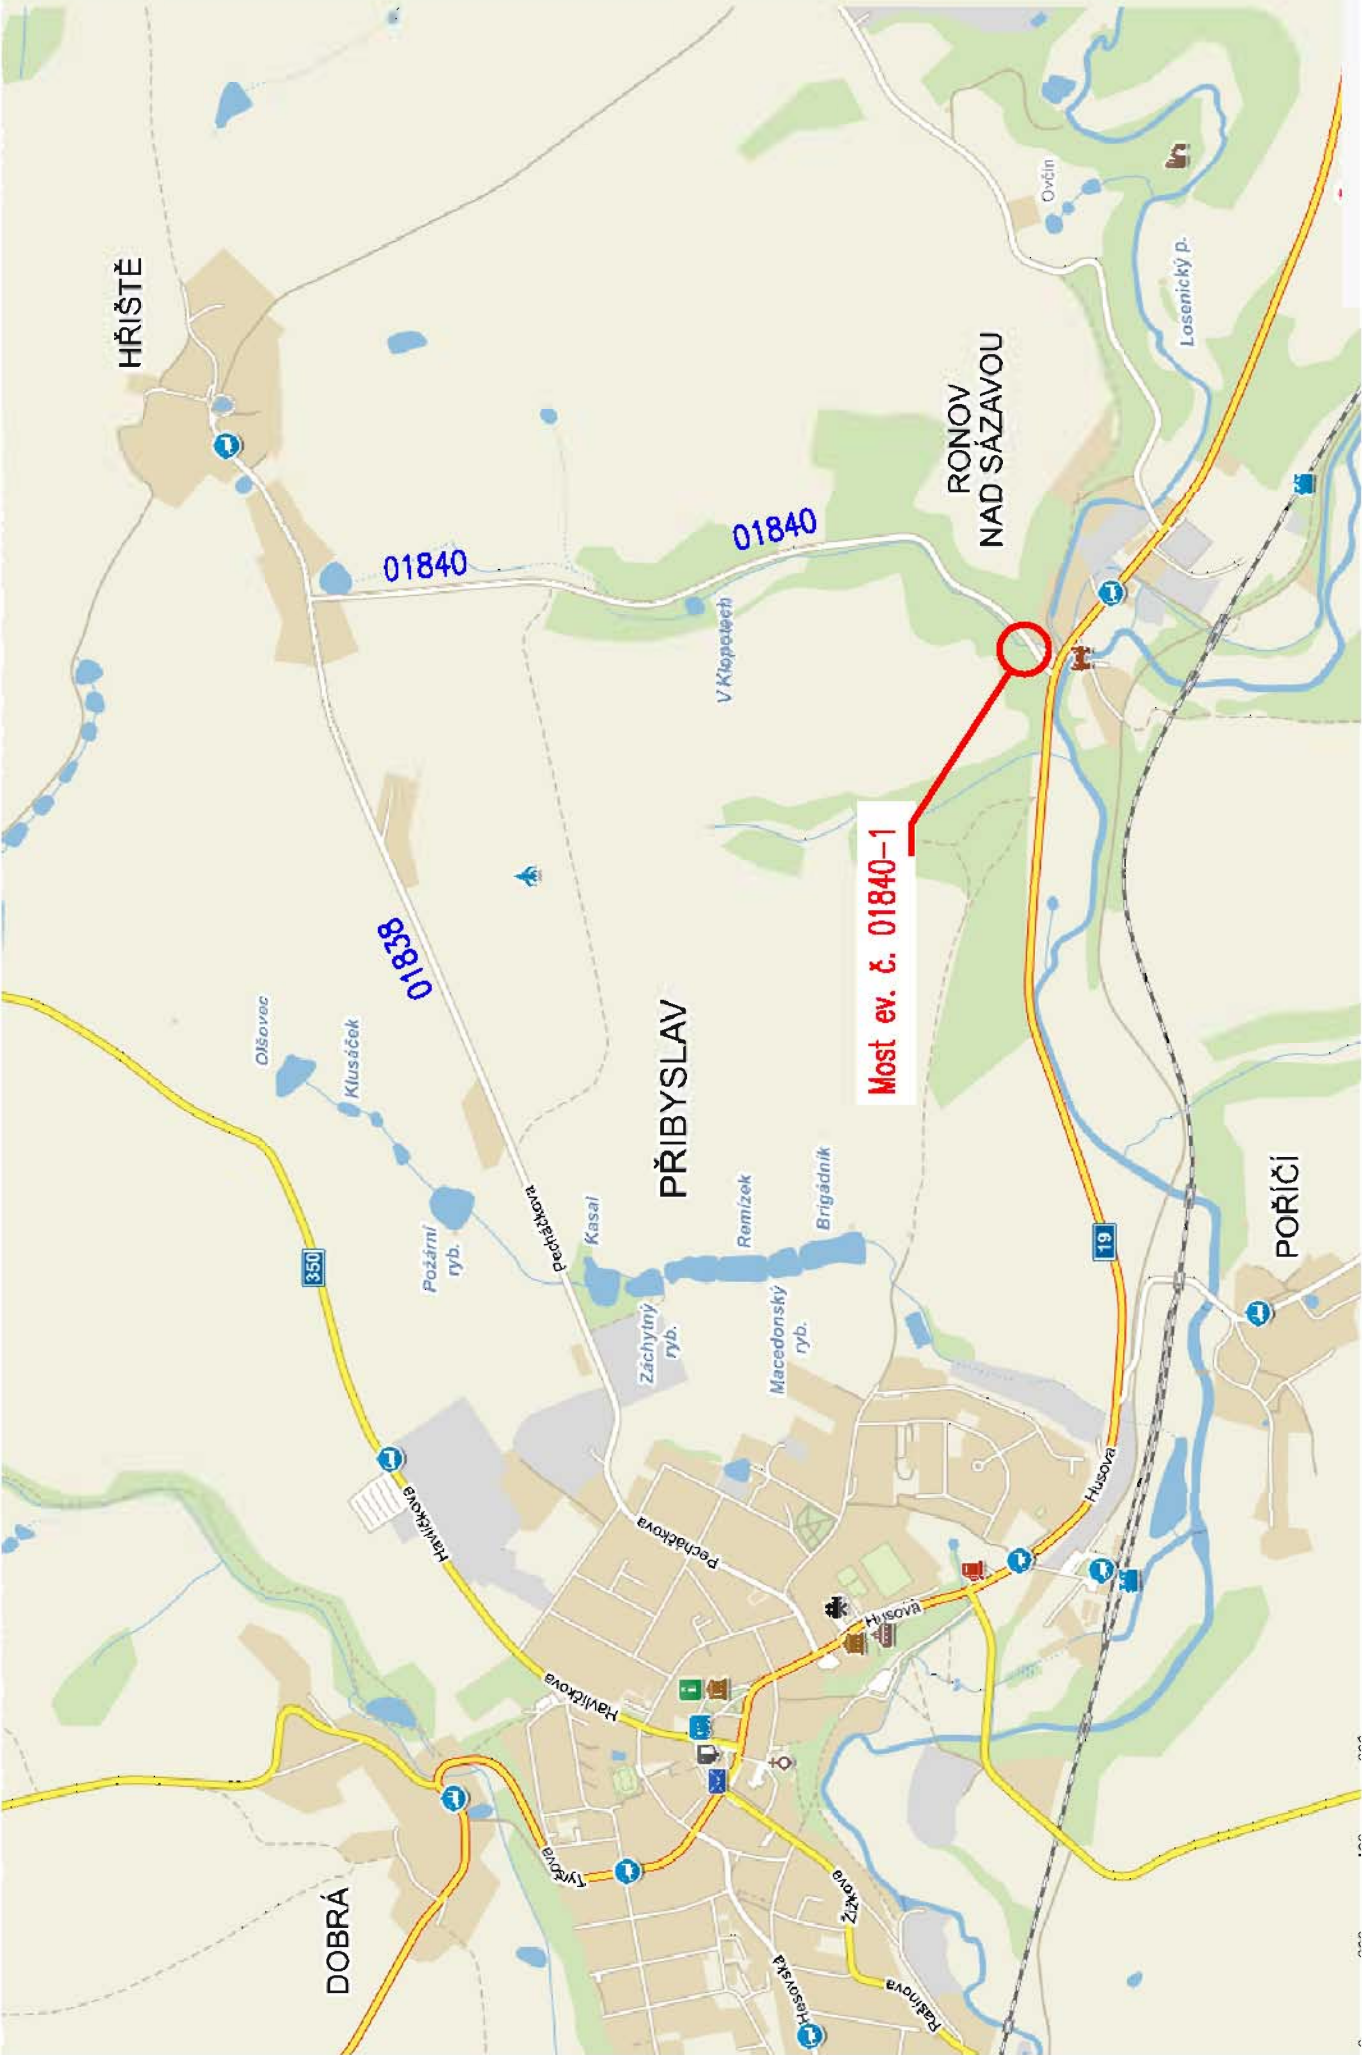 HŘIŠTĚ
01840
01840
V Klopotech
RONOV
NAD SÁZAVOU
Ovčín
Losenický p.
Most ev. č. 01840-1
01838
Olšovec
Klusáček
350
Požární
ryb.
Pecháčkova
Kasal
PŘIBYSLAV
Remízek
Brigádník
Záchytný
ryb.
Macedonský
ryb.
19
POŘÍČÍ
Havlíčkova
Pecháčkova
Husova
Husova
Havlíčkova
DOBRÁ
Tyršova
Žižkova
Hesovská
Rašínova